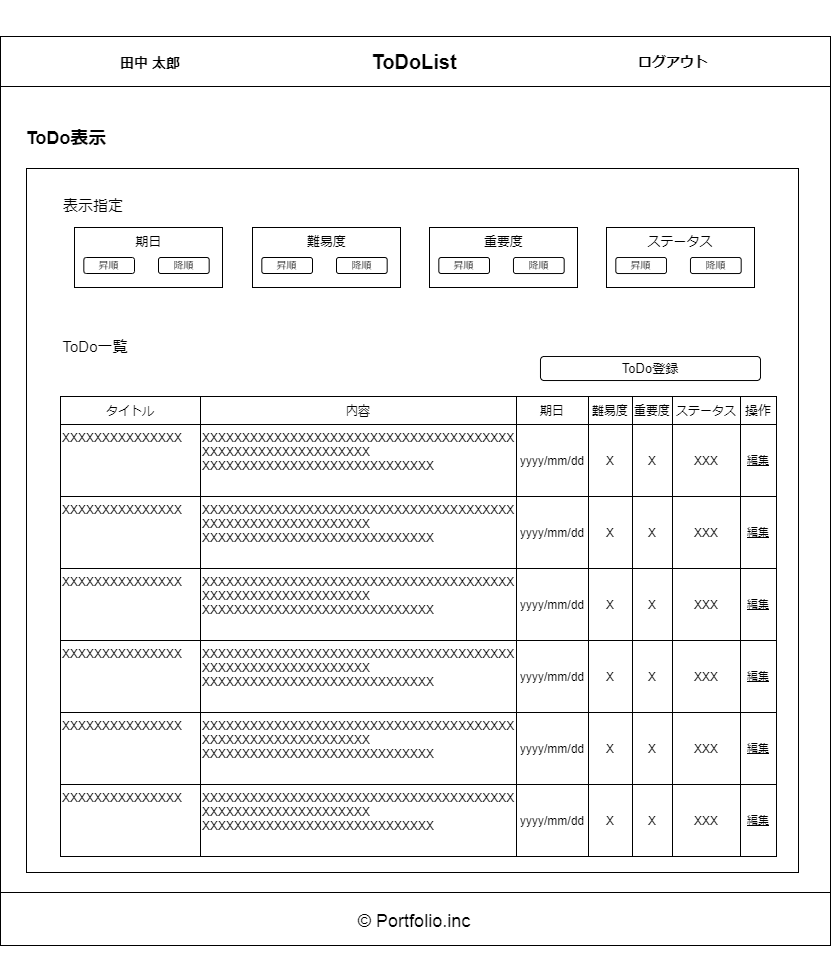 田中 太郎 ToDoList ログアウト
ToDo表示
表示指定
期日 難易度 重要度 ステータス
昇順 降順 昇順 降順 昇順 降順 昇順 降順
ToDo一覧
ToDo登録
タイトル 内容 期日 難易度 重要度 ステータス 操作
XXXXXXXXXXXXXXX XXXXXXXXXXXXXXXXXXXXXXXXXXXXXXXXXXXXXXX
XXXXXXXXXXXXXXXXXXXXX
XXXXXXXXXXXXXXXXXXXXXXXXXXXXX
yyyy/mm/dd X X XXX 編集
XXXXXXXXXXXXXXX XXXXXXXXXXXXXXXXXXXXXXXXXXXXXXXXXXXXXXX
XXXXXXXXXXXXXXXXXXXXX
XXXXXXXXXXXXXXXXXXXXXXXXXXXXX
yyyy/mm/dd X X XXX 編集
XXXXXXXXXXXXXXX XXXXXXXXXXXXXXXXXXXXXXXXXXXXXXXXXXXXXXX
XXXXXXXXXXXXXXXXXXXXX
XXXXXXXXXXXXXXXXXXXXXXXXXXXXX
yyyy/mm/dd X X XXX 編集
XXXXXXXXXXXXXXX XXXXXXXXXXXXXXXXXXXXXXXXXXXXXXXXXXXXXXX
XXXXXXXXXXXXXXXXXXXXX
XXXXXXXXXXXXXXXXXXXXXXXXXXXXX
yyyy/mm/dd X X XXX 編集
XXXXXXXXXXXXXXX XXXXXXXXXXXXXXXXXXXXXXXXXXXXXXXXXXXXXXX
XXXXXXXXXXXXXXXXXXXXX
XXXXXXXXXXXXXXXXXXXXXXXXXXXXX
yyyy/mm/dd X X XXX 編集
XXXXXXXXXXXXXXX XXXXXXXXXXXXXXXXXXXXXXXXXXXXXXXXXXXXXXX
XXXXXXXXXXXXXXXXXXXXX
XXXXXXXXXXXXXXXXXXXXXXXXXXXXX
yyyy/mm/dd X X XXX 編集
© Portfolio.inc